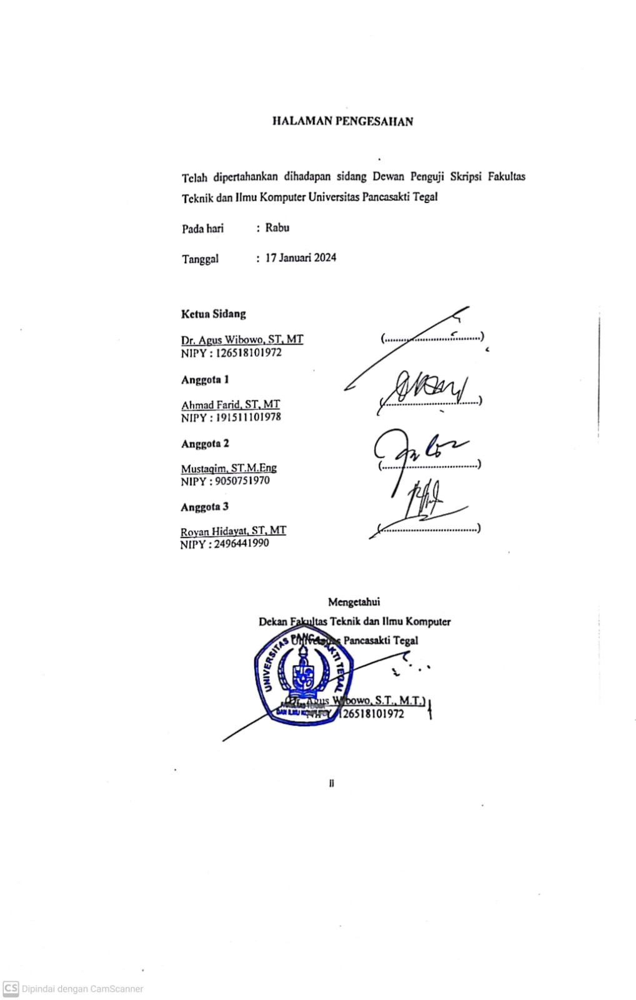 HALAMAN PENGESAHAN
Telah dipertahankan dihadapan sidang Dewan Penguji Skripsi Fakultas
Teknik dan Ilmu Komputer Universitas Pancasakti Tegal
Pada hari : Rabu
Tanggal : 17 Januari 2024
Ketua Sidang
Dr. Agus Wibowo, ST, MT (......................................)
NIPY : 126518101972
Anggota 1
Ahmad Farid, ST, MT (......................................)
NIPY : 191511101978
Anggota 2
Mustaqim, ST.M.Eng (......................................)
NIPY : 9050751970
Anggota 3
Royan Hidayat, ST, MT (......................................)
NIPY : 2496441990
Mengetahui
Dekan Fakultas Teknik dan Ilmu Komputer
Universitas Pancasakti Tegal
UNIVERSITAS PANCASAKTI TEGAL
(Dr. Agus Wibowo, S.T., M.T.)
DAN ILMU KOMPUTER
NIPY 126518101972
ii
CS Dipindai dengan CamScanner